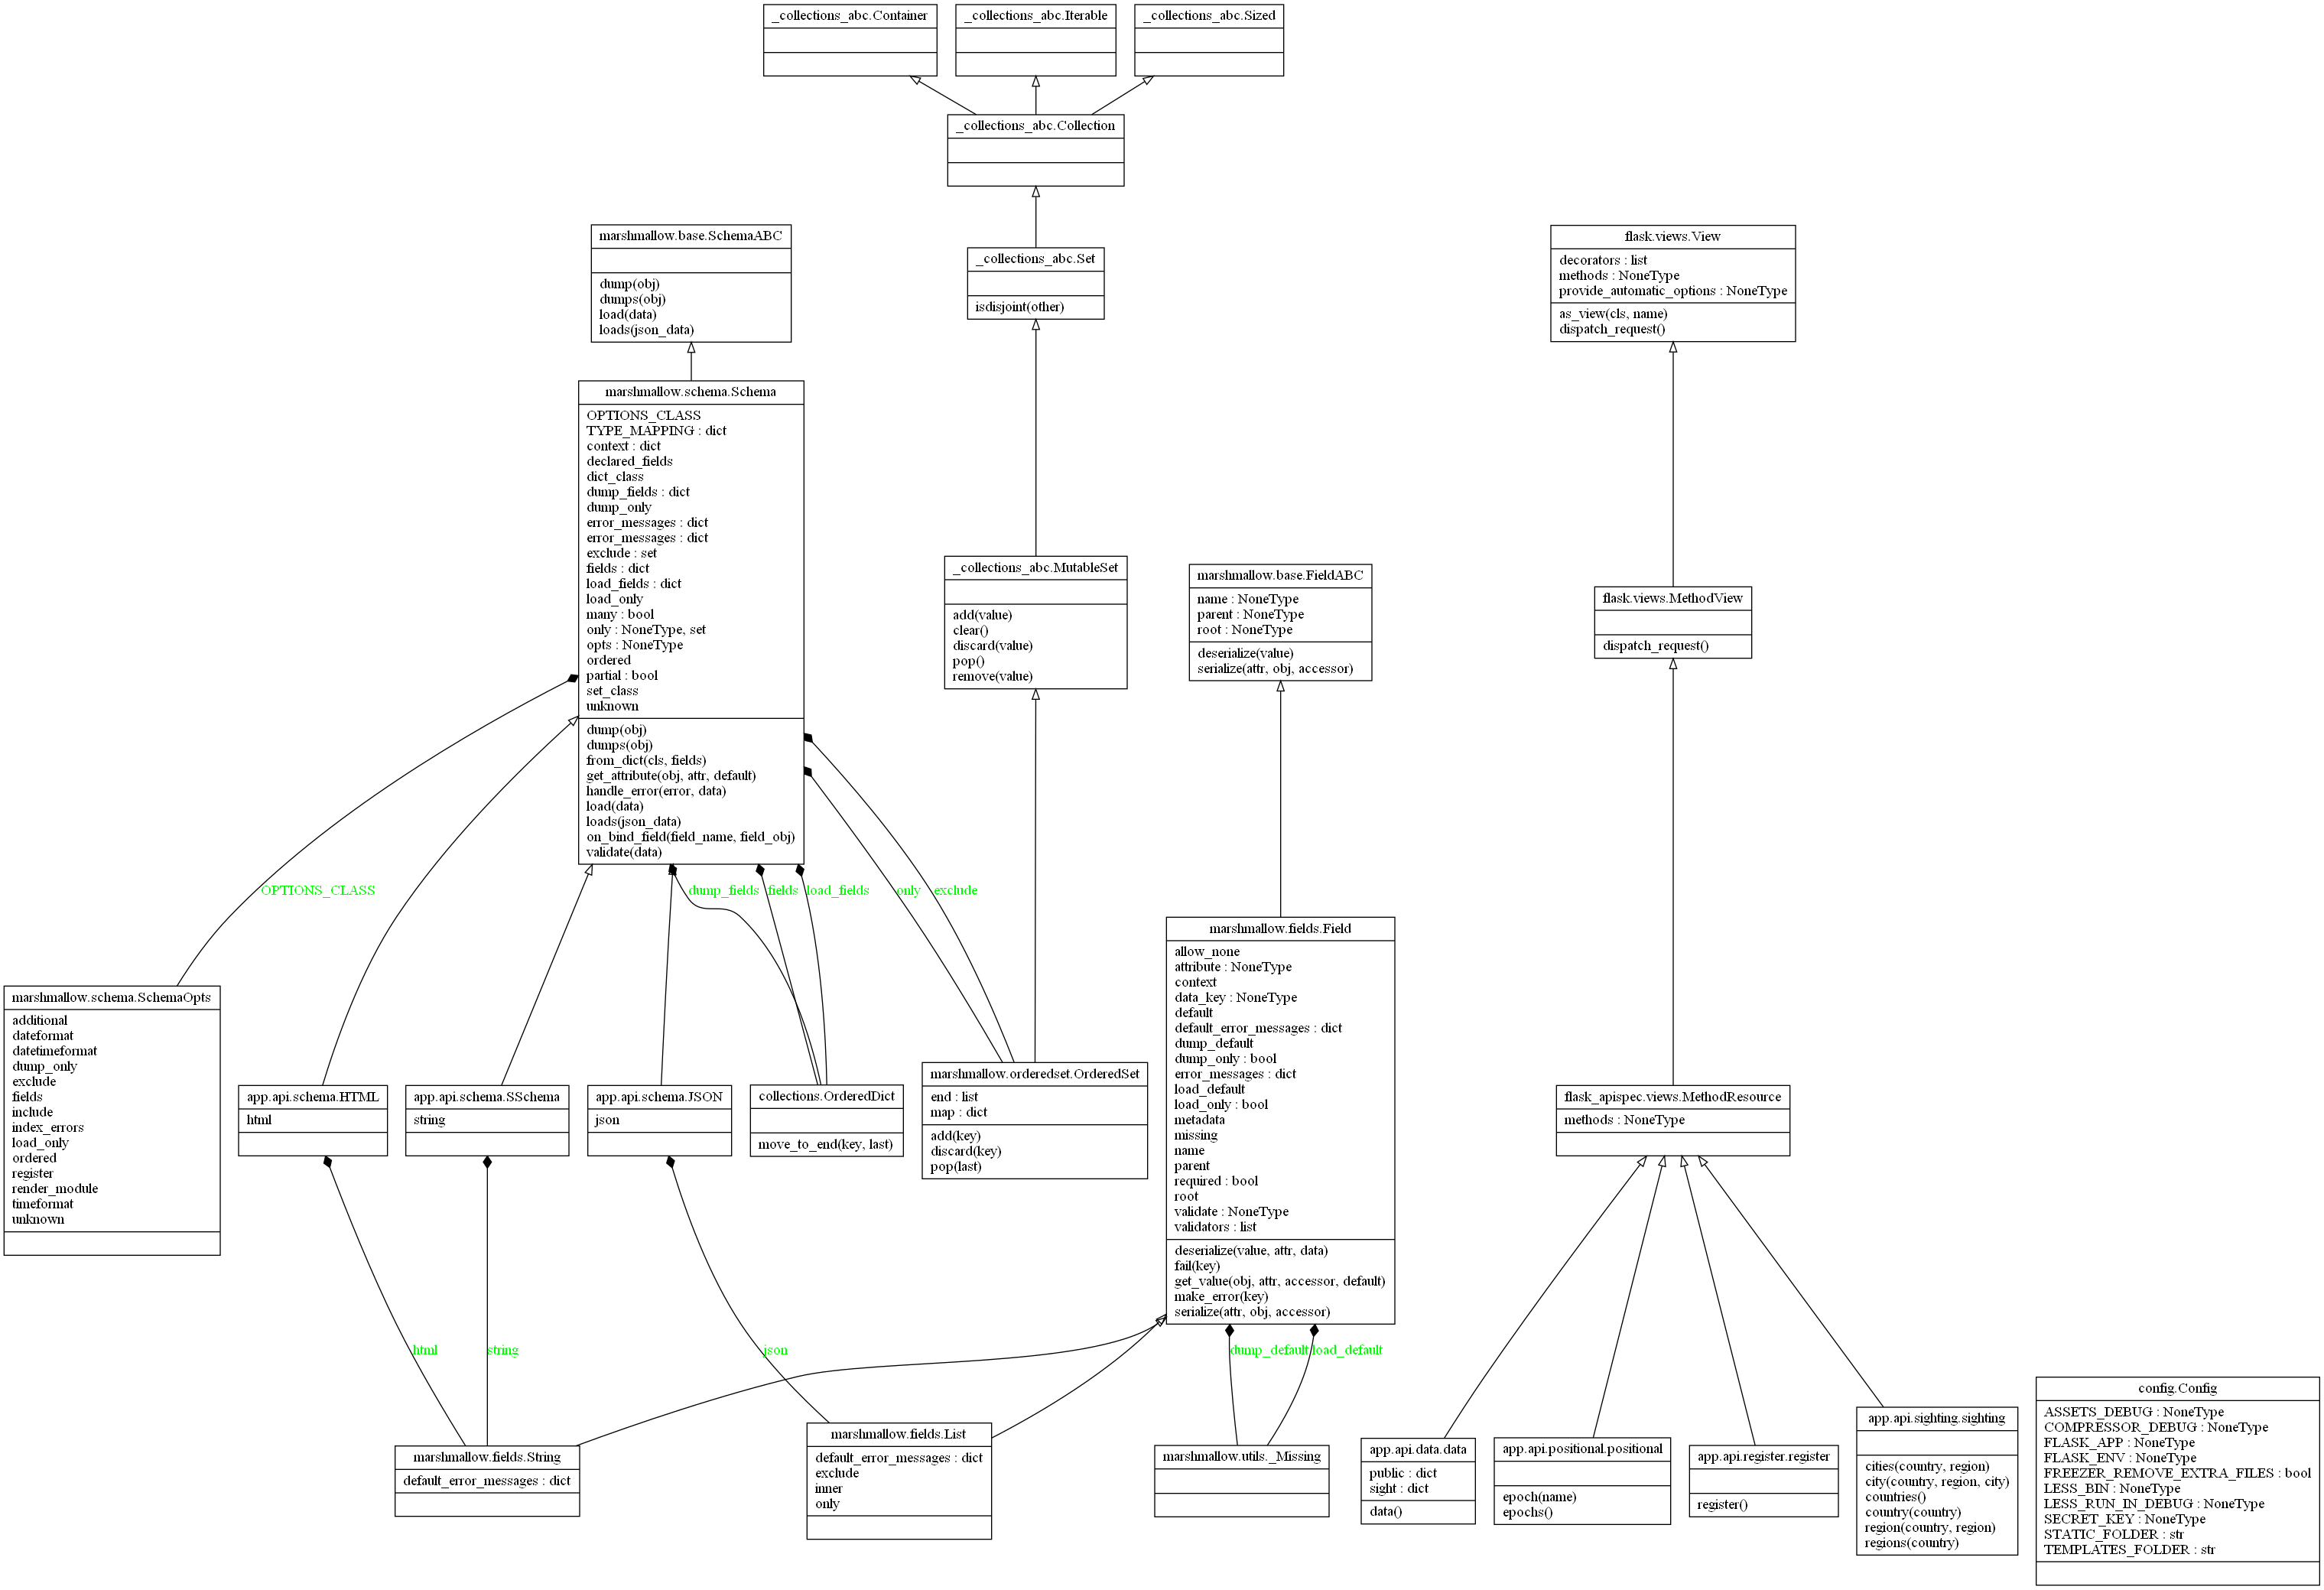 _collections_abc.Container
_collections_abc.Iterable
_collections_abc.Sized
_collections_abc.Collection
marshmallow.base.SchemaABC
dump(obj)
dumps(obj)
load(data)
loads(json_data)
_collections_abc.Set
isdisjoint(other)
flask.views.View
decorators : list
methods : NoneType
provide_automatic_options : NoneType
as_view(cls, name)
dispatch_request()
marshmallow.schema.Schema
OPTIONS_CLASS
TYPE_MAPPING : dict
context : dict
declared_fields
dict_class
dump_fields : dict
dump_only
error_messages : dict
error_messages : dict
exclude : set
fields : dict
load_fields : dict
load_only
many : bool
only : NoneType, set
opts : NoneType
ordered
partial : bool
set_class
unknown
dump(obj)
dumps(obj)
from_dict(cls, fields)
get_attribute(obj, attr, default)
handle_error(error, data)
load(data)
loads(json_data)
on_bind_field(field_name, field_obj)
validate(data)
_collections_abc.MutableSet
add(value)
clear()
discard(value)
pop()
remove(value)
marshmallow.base.FieldABC
name : NoneType
parent : NoneType
root : NoneType
deserialize(value)
serialize(attr, obj, accessor)
flask.views.MethodView
dispatch_request()
OPTIONS_CLASS
dump_fields
fields
load_fields
only
exclude
marshmallow.schema.SchemaOpts
additional
dateformat
datetimeformat
dump_only
exclude
fields
include
index_errors
load_only
ordered
register
render_module
timeformat
unknown
app.api.schema.HTML
html
app.api.schema.SSchema
string
app.api.schema.JSON
json
collections.OrderedDict
move_to_end(key, last)
marshmallow.orderedset.OrderedSet
end : list
map : dict
add(key)
discard(key)
pop(last)
marshmallow.fields.Field
allow_none
attribute : NoneType
context
data_key : NoneType
default
default_error_messages : dict
dump_default
dump_only : bool
error_messages : dict
load_default
load_only : bool
metadata
missing
name
parent
required : bool
root
validate : NoneType
validators : list
deserialize(value, attr, data)
fail(key)
get_value(obj, attr, accessor, default)
make_error(key)
serialize(attr, obj, accessor)
flask_apispec.views.MethodResource
methods : NoneType
html
string
json
dump_default
load_default
marshmallow.fields.String
default_error_messages : dict
marshmallow.fields.List
default_error_messages : dict
exclude
inner
only
marshmallow.utils._Missing
app.api.data.data
public : dict
sight : dict
data()
app.api.positional.positional
epoch(name)
epochs()
app.api.register.register
register()
app.api.sighting.sighting
cities(country, region)
city(country, region, city)
countries()
country(country)
region(country, region)
regions(country)
config.Config
ASSETS_DEBUG : NoneType
COMPRESSOR_DEBUG : NoneType
FLASK_APP : NoneType
FLASK_ENV : NoneType
FREEZER_REMOVE_EXTRA_FILES : bool
LESS_BIN : NoneType
LESS_RUN_IN_DEBUG : NoneType
SECRET_KEY : NoneType
STATIC_FOLDER : str
TEMPLATES_FOLDER : str